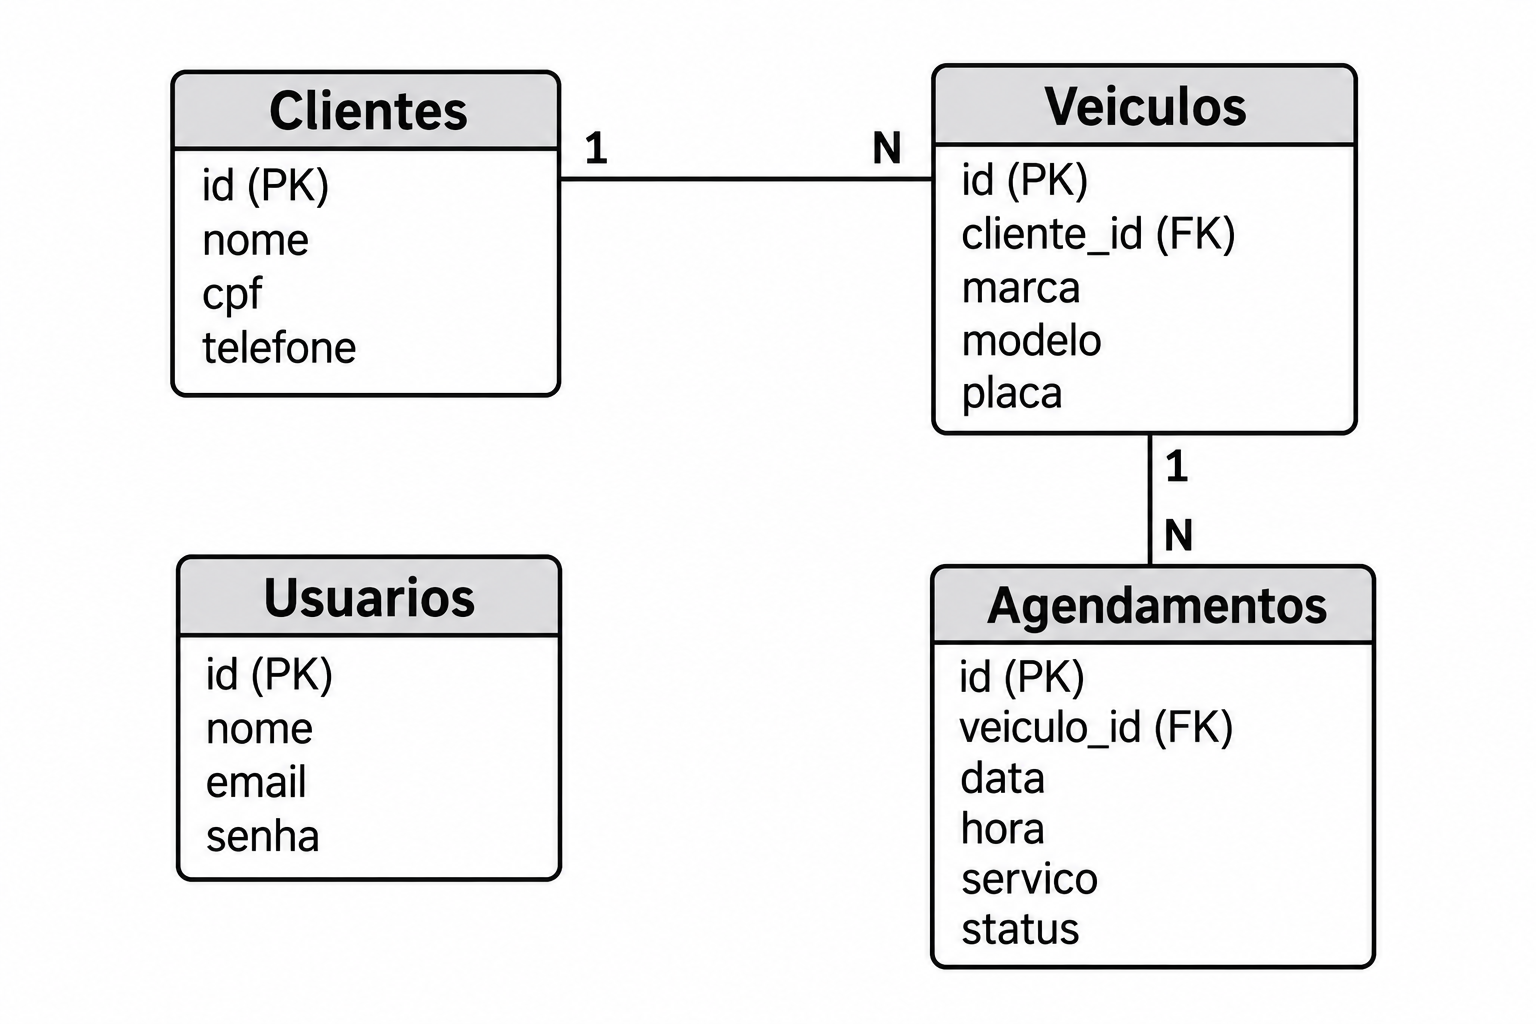 Clientes
id (PK)
nome
cpf
telefone
1
N
Veiculos
id (PK)
cliente_id (FK)
marca
modelo
placa
1
N
Usuarios
id (PK)
nome
email
senha
Agendamentos
id (PK)
veiculo_id (FK)
data
hora
servico
status